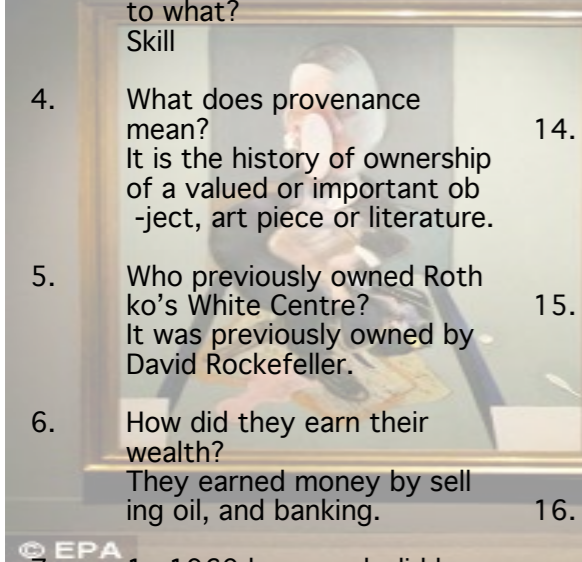 to what?
Skill
4. What does provenance
mean?
It is the history of ownership
of a valued or important ob
-ject, art piece or literature.
14.
5. Who previously owned Roth
ko's White Centre?
It was previously owned by
David Rockefeller.
15.
6. How did they earn their
wealth?
They earned money by sell
ing oil, and banking.
16.
© EPA